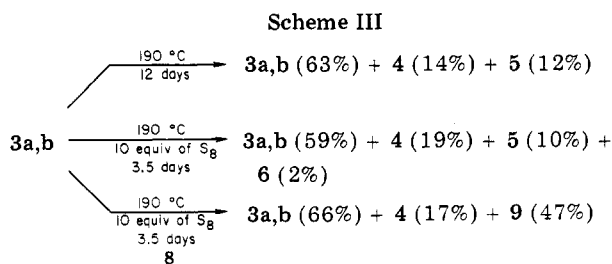 Scheme III
190 °C
12 days
3a,b (63%) + 4 (14%) + 5 (12%)
3a,b
190 °C
10 equiv of S8
3.5 days
3a,b (59%) + 4 (19%) + 5 (10%) +
6 (2%)
190 °C
10 equiv of S8
3.5 days
8
3a,b (66%) + 4 (17%) + 9 (47%)